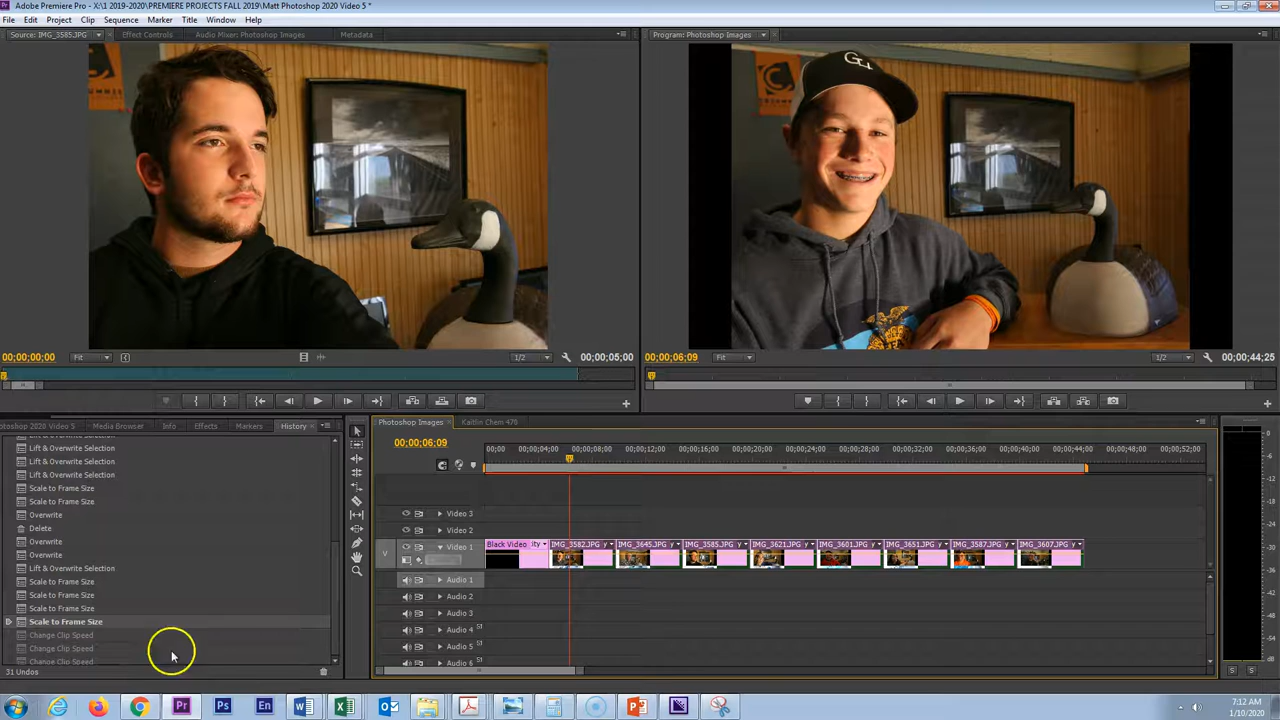 Adobe Premiere Pro - X:\1 2019-2020\PREMIERE PROJECTS FALL 2019\Matt Photoshop 2020 Video 5 *
File Edit Project Clip Sequence Marker Title Window Help
Source: IMG_3585.JPG Effect Controls Audio Mixer: Photoshop Images Metadata
Program: Photoshop Images
00;00;00;00 Fit 1/2 00;00;05;00
00;00;06;09 Fit 1/2 00;00;44;25
otoshop 2020 Video 5 Media Browser Info Effects Markers History
Lift & Overwrite Selection
Lift & Overwrite Selection
Lift & Overwrite Selection
Lift & Overwrite Selection
Scale to Frame Size
Scale to Frame Size
Overwrite
Delete
Overwrite
Overwrite
Lift & Overwrite Selection
Scale to Frame Size
Scale to Frame Size
Scale to Frame Size
Scale to Frame Size
Change Clip Speed
Change Clip Speed
Change Clip Speed
31 Undos
Photoshop Images Kaitlin Chem 478
00;00;06;09
00;00 00;00;04;00 00;00;08;00 00;00;12;00 00;00;16;00 00;00;20;00 00;00;24;00 00;00;28;00 00;00;32;00 00;00;36;00 00;00;40;00 00;00;44;00 00;00;48;00 00;00;52;00
Video 3
Video 2
V Video 1
Black Video ity IMG_3582.JPG y IMG_3645.JPG y IMG_3585.JPG y IMG_3621.JPG y IMG_3601.JPG y IMG_3651.JPG y IMG_3587.JPG y IMG_3607.JPG y
Audio 1
Audio 2
Audio 3
Audio 4
Audio 5
Audio 6
0
S S
7:12 AM
1/10/2020